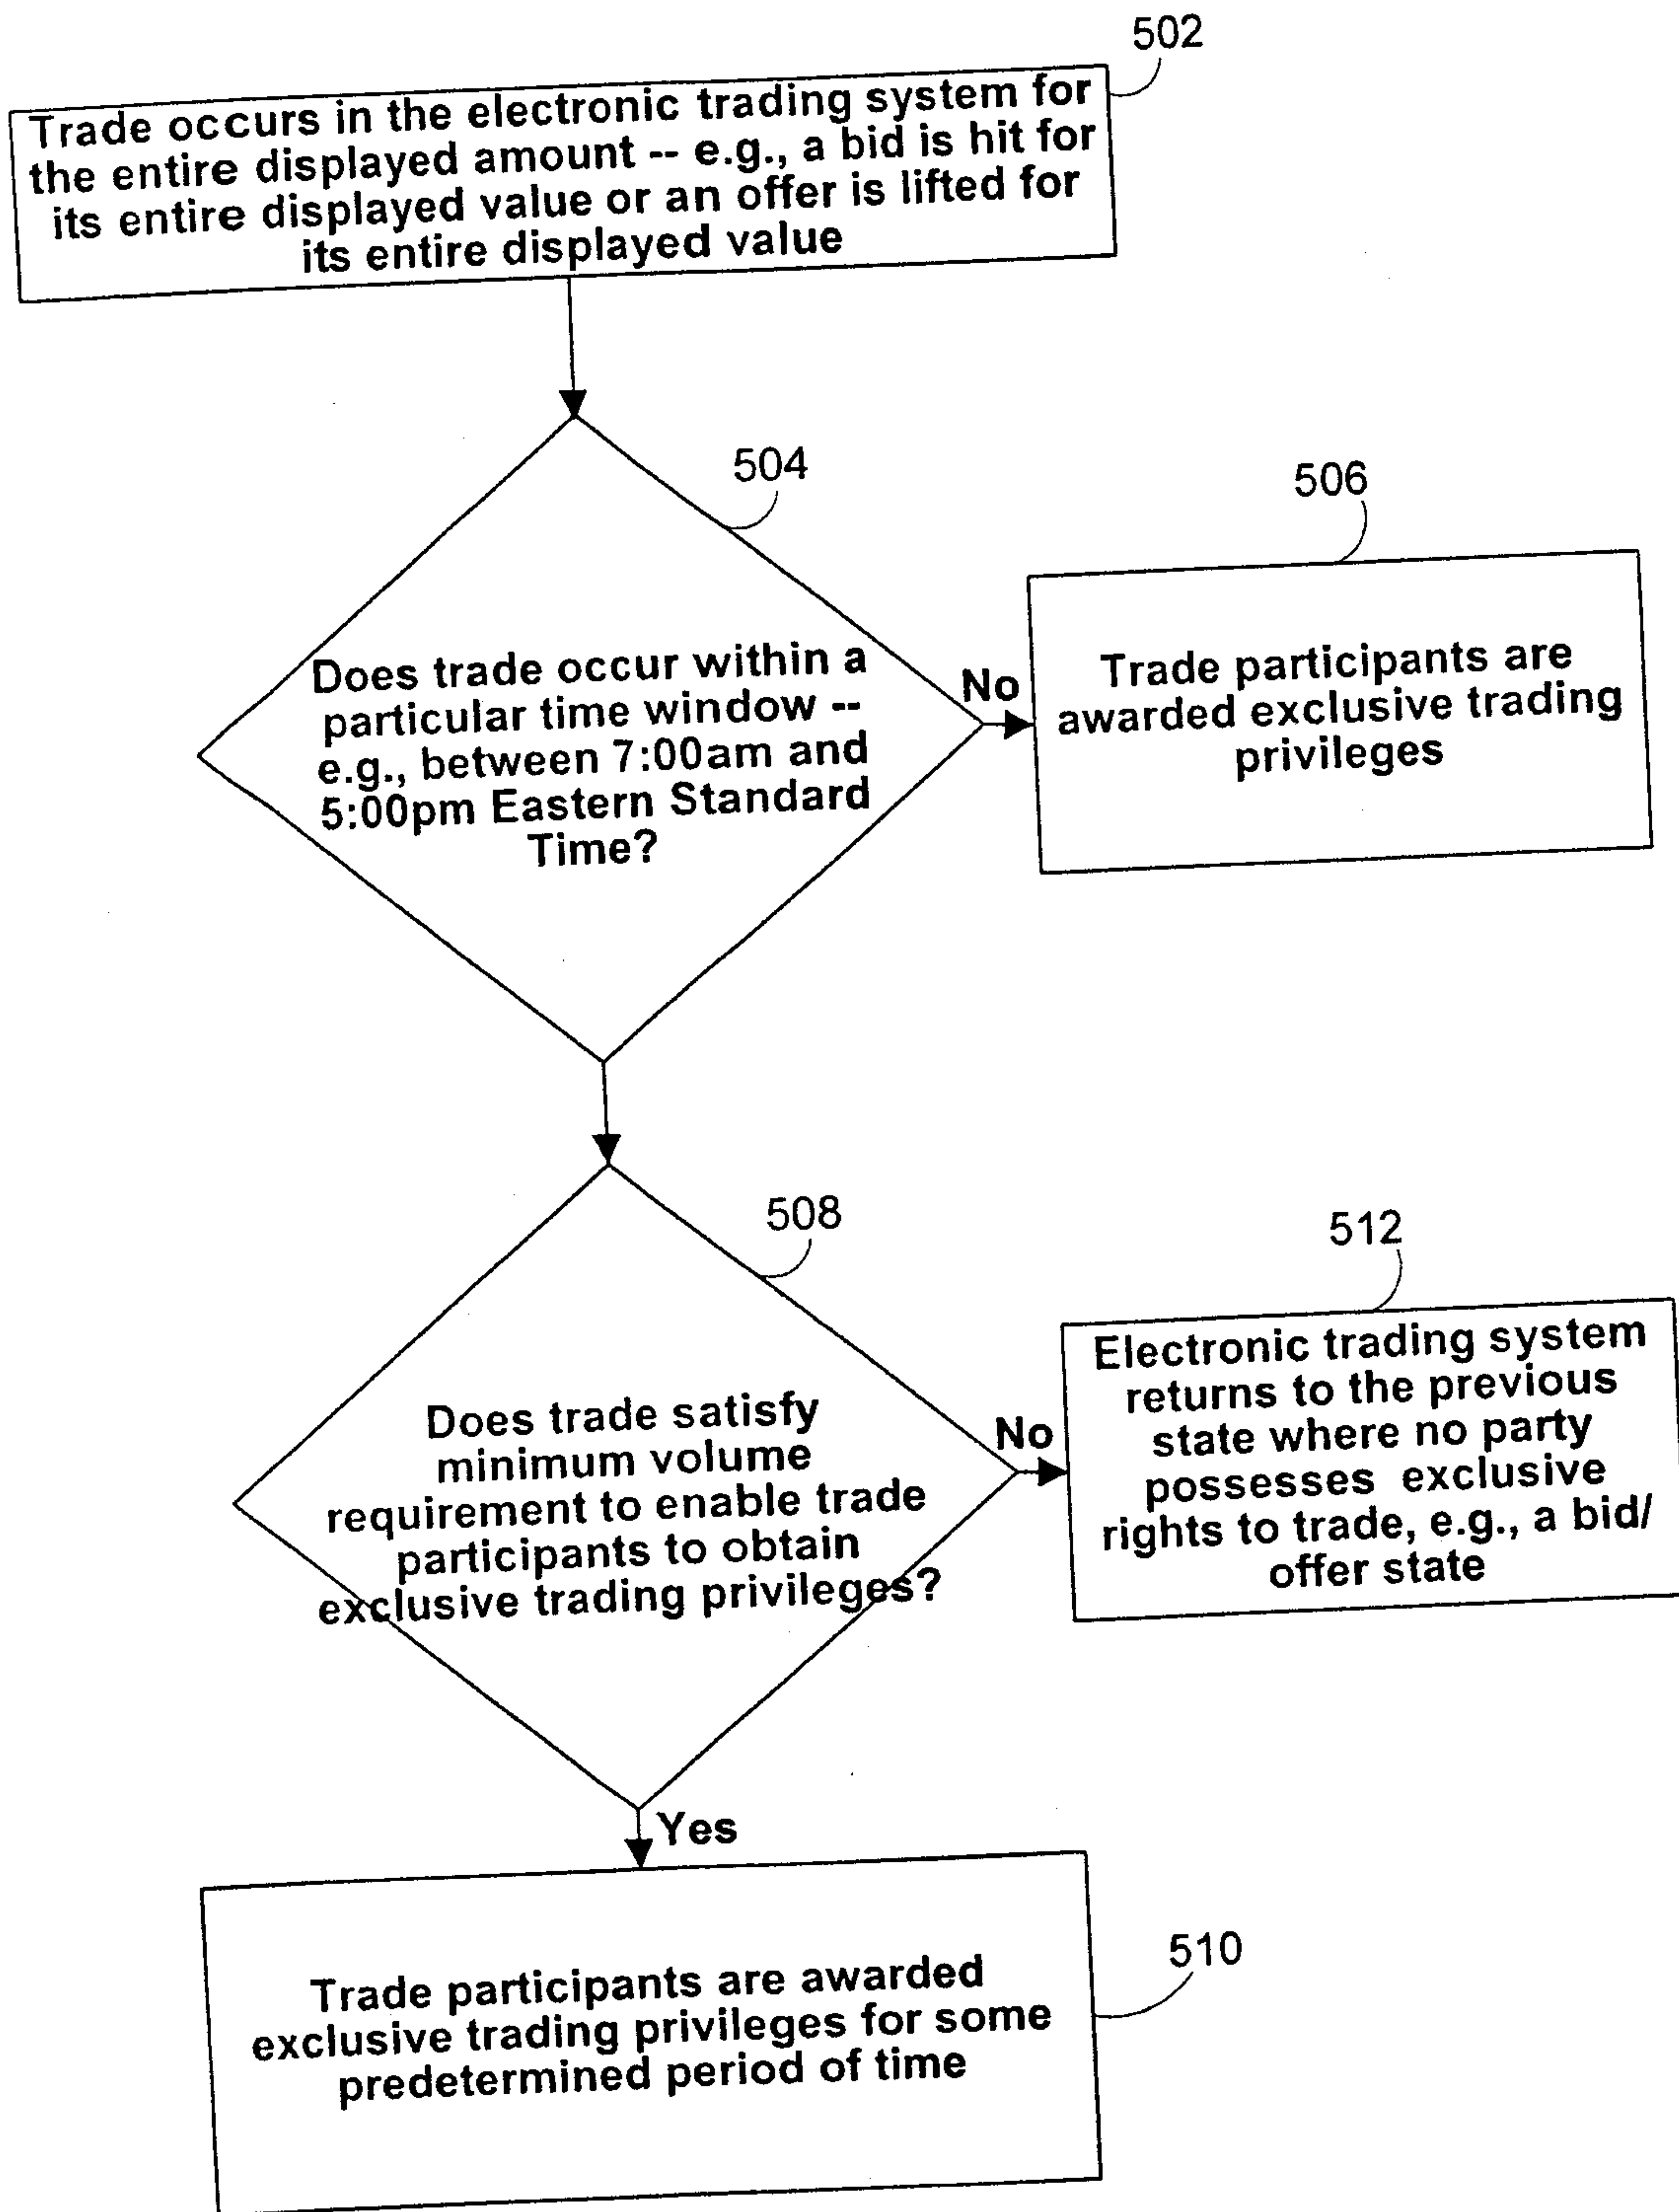 502
Trade occurs in the electronic trading system for
the entire displayed amount -- e.g., a bid is hit for
its entire displayed value or an offer is lifted for
its entire displayed value
504
506
Does trade occur within a
particular time window --
e.g., between 7:00am and
5:00pm Eastern Standard
Time?
No
Trade participants are
awarded exclusive trading
privileges
508
512
Does trade satisfy
minimum volume
requirement to enable trade
participants to obtain
exclusive trading privileges?
No
Electronic trading system
returns to the previous
state where no party
possesses exclusive
rights to trade, e.g., a bid/
offer state
Yes
510
Trade participants are awarded
exclusive trading privileges for some
predetermined period of time